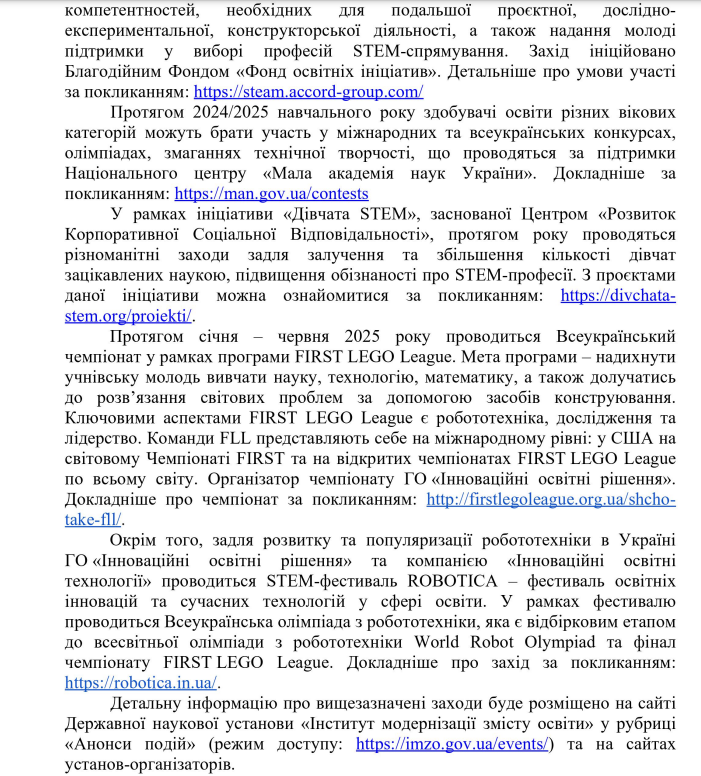 компетентностей, необхідних для подальшої проєктної, дослідно-
експериментальної, конструкторської діяльності, а також надання молоді
підтримки у виборі професій STEM-спрямування. Захід ініційовано
Благодійним Фондом «Фонд освітніх ініціатив». Детальніше про умови участі
за покликанням: https://steam.accord-group.com/
Протягом 2024/2025 навчального року здобувачі освіти різних вікових
категорій можуть брати участь у міжнародних та всеукраїнських конкурсах,
олімпіадах, змаганнях технічної творчості, що проводяться за підтримки
Національного центру «Мала академія наук України». Докладніше за
покликанням: https://man.gov.ua/contests
У рамках ініціативи «Дівчата STEM», заснованої Центром «Розвиток
Корпоративної Соціальної Відповідальності», протягом року проводяться
різноманітні заходи задля залучення та збільшення кількості дівчат
зацікавлених наукою, підвищення обізнаності про STEM-професії. З проєктами
даної ініціативи можна ознайомитися за покликанням: https://divchata-
stem.org/proiekti/.
Протягом січня – червня 2025 року проводиться Всеукраїнський
чемпіонат у рамках програми FIRST LEGO League. Мета програми – надихнути
учнівську молодь вивчати науку, технологію, математику, а також долучатись
до розв’язання світових проблем за допомогою засобів конструювання.
Ключовими аспектами FIRST LEGO League є робототехніка, дослідження та
лідерство. Команди FLL представляють себе на міжнародному рівні: у США на
світовому Чемпіонаті FIRST та на відкритих чемпіонатах FIRST LEGO League
по всьому світу. Організатор чемпіонату ГО «Інноваційні освітні рішення».
Докладніше про чемпіонат за покликанням: http://firstlegoleague.org.ua/shcho-
take-fll/.
Окрім того, задля розвитку та популяризації робототехніки в Україні
ГО «Інноваційні освітні рішення» та компанією «Інноваційні освітні
технології» проводиться STEM-фестиваль ROBOTICA – фестиваль освітніх
інновацій та сучасних технологій у сфері освіти. У рамках фестивалю
проводиться Всеукраїнська олімпіада з робототехніки, яка є відбірковим етапом
до всесвітньої олімпіади з робототехніки World Robot Olympiad та фінал
чемпіонату FIRST LEGO League. Докладніше про захід за покликанням:
https://robotica.in.ua/.
Детальну інформацію про вищезазначені заходи буде розміщено на сайті
Державної наукової установи «Інститут модернізації змісту освіти» у рубриці
«Анонси подій» (режим доступу: https://imzo.gov.ua/events/) та на сайтах
установ-організаторів.